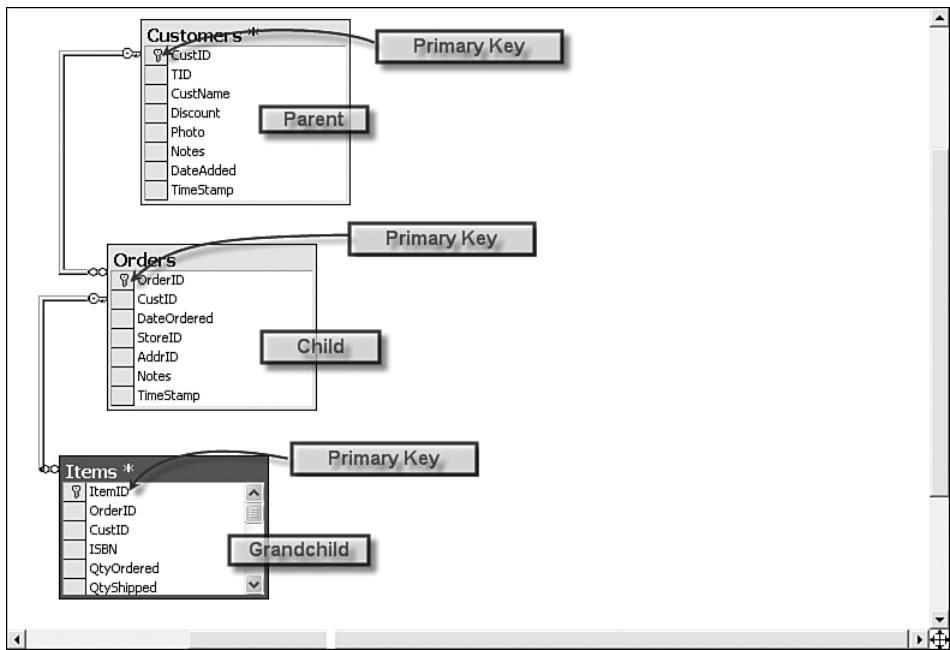 Customers *
Primary Key
CustID
TID
CustName
Discount
Parent
Photo
Notes
DateAdded
TimeStamp
Primary Key
Orders
OrderID
CustID
DateOrdered
StoreID
Child
AddrID
Notes
TimeStamp
Primary Key
Items *
ItemID
OrderID
CustID
ISBN
Grandchild
QtyOrdered
QtyShipped